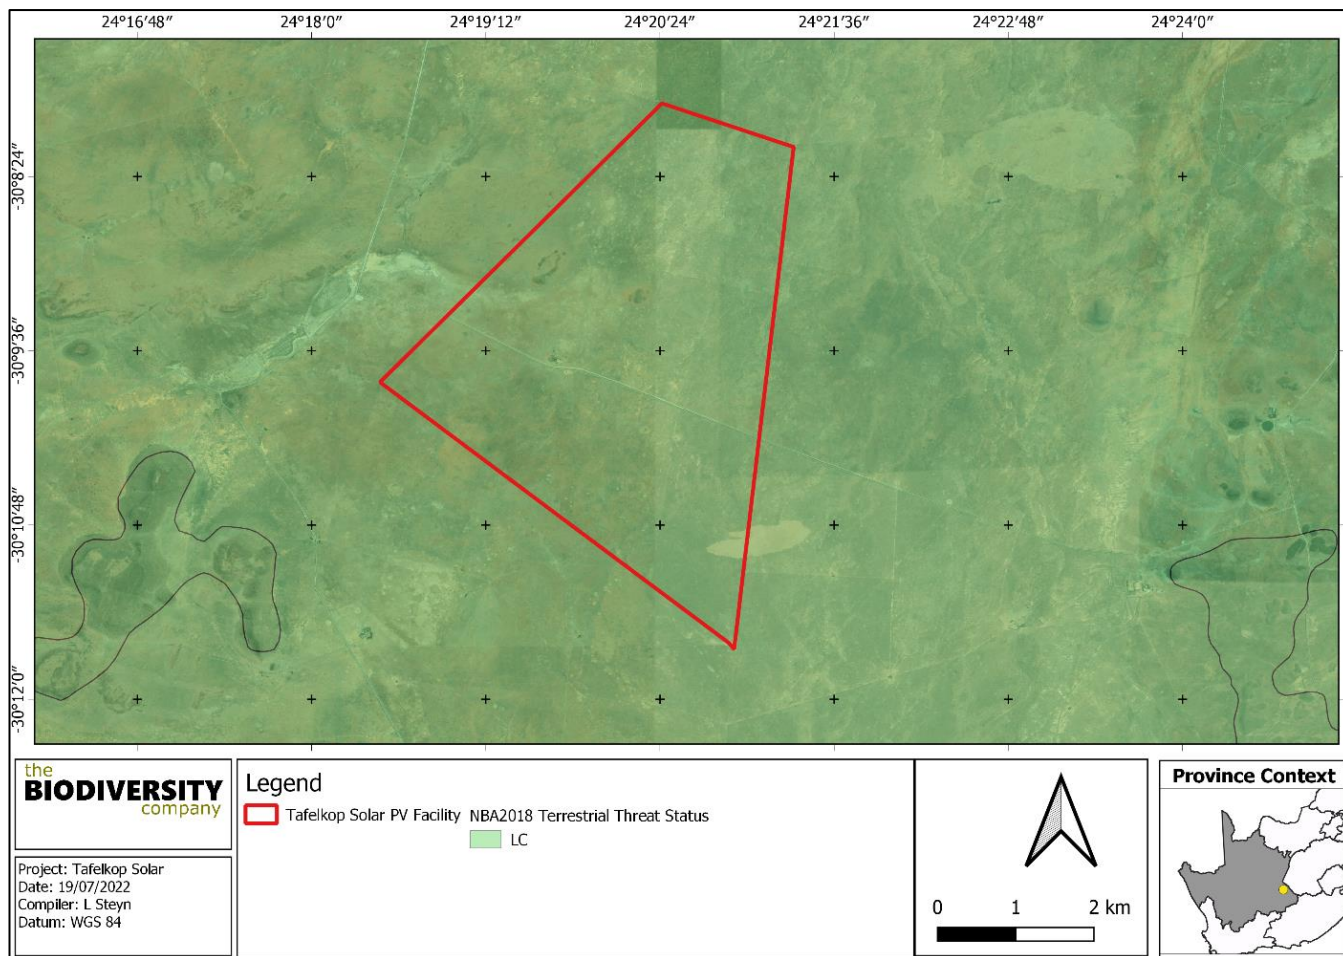 24°16′48″ 24°18′0″ 24°19′12″ 24°20′24″ 24°21′36″ 24°22′48″ 24°24′0″
-30°8′24″
-30°9′36″
-30°10′48″
-30°12′0″
the
BIODIVERSITY
company
Project: Tafelkop Solar
Date: 19/07/2022
Compiler: L Steyn
Datum: WGS 84
Legend
Tafelkop Solar PV Facility NBA2018 Terrestrial Threat Status
LC
0 1 2 km
Province Context